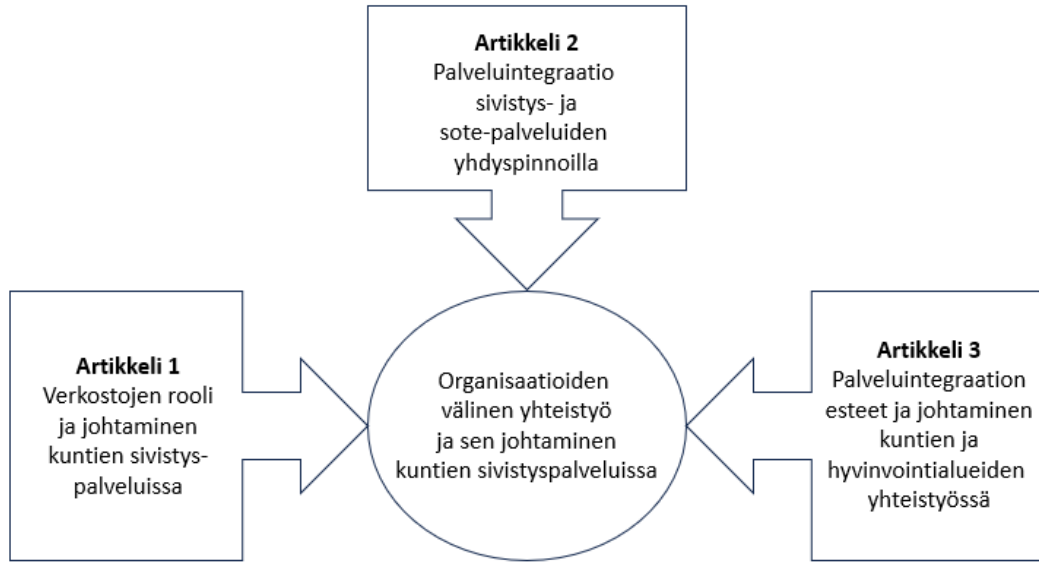 Artikkeli 2
Palveluintegraatio
sivistys- ja
sote-palveluiden
yhdyspinnoilla
Artikkeli 1
Verkostojen rooli
ja johtaminen
kuntien sivistys-
palveluissa
Organisaatioiden
välinen yhteistyö
ja sen johtaminen
kuntien sivistyspalveluissa
Artikkeli 3
Palveluintegraation
esteet ja johtaminen
kuntien ja
hyvinvointialueiden
yhteistyössä